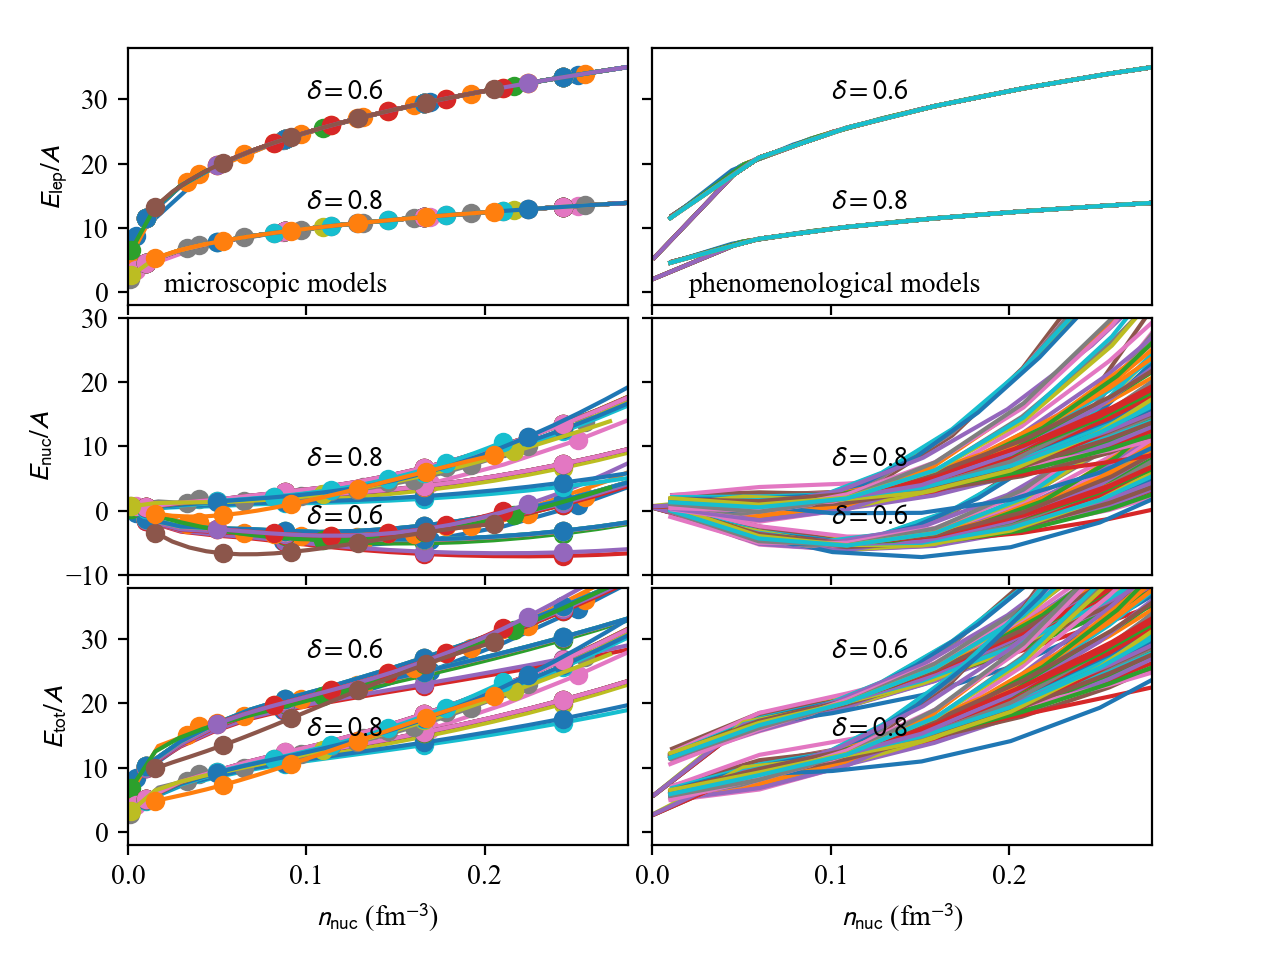 E_lep/A
30
20
10
0
δ = 0.6
δ = 0.8
microscopic models
δ = 0.6
δ = 0.8
phenomenological models
E_nuc/A
30
20
10
0
−10
δ = 0.8
δ = 0.6
δ = 0.8
δ = 0.6
E_tot/A
30
20
10
0
δ = 0.6
δ = 0.8
δ = 0.6
δ = 0.8
0.0 0.1 0.2
0.0 0.1 0.2
n_nuc (fm⁻³)
n_nuc (fm⁻³)